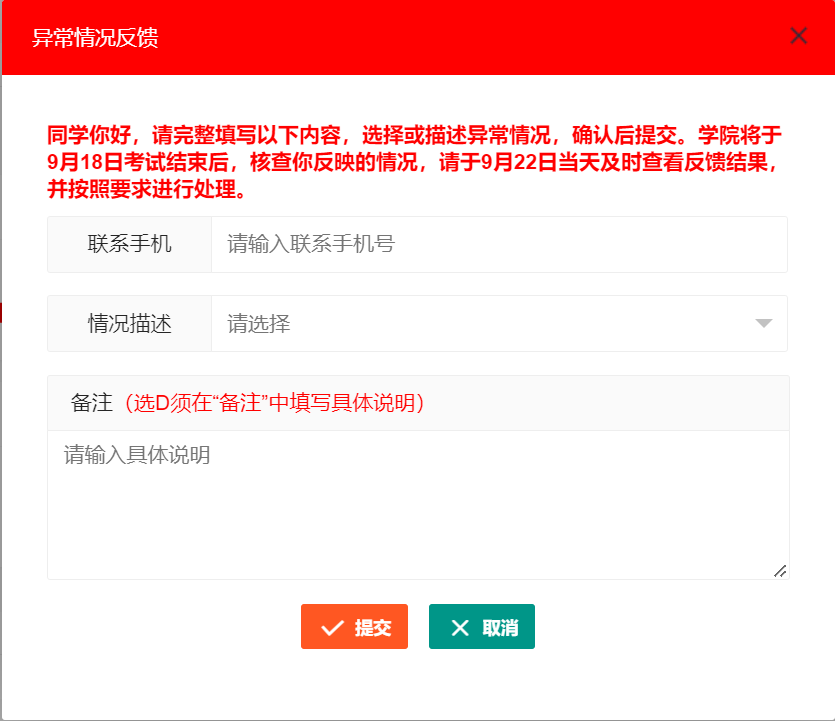 异常情况反馈
同学你好，请完整填写以下内容，选择或描述异常情况，确认后提交。学院将于
9月18日考试结束后，核查你反映的情况，请于9月22日当天及时查看反馈结果，
并按照要求进行处理。
联系手机 请输入联系手机号
情况描述 请选择
备注（选D须在“备注”中填写具体说明）
请输入具体说明
提交 取消